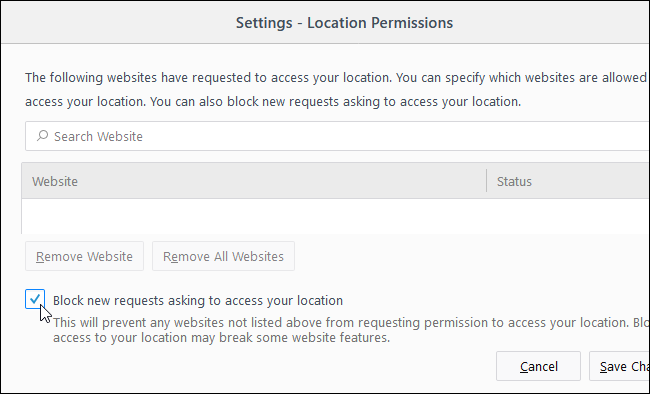 Settings - Location Permissions
The following websites have requested to access your location. You can specify which websites are allowed
access your location. You can also block new requests asking to access your location.
Search Website
Website Status
Remove Website Remove All Websites
Block new requests asking to access your location
This will prevent any websites not listed above from requesting permission to access your location. Blo
access to your location may break some website features.
Cancel Save Cha